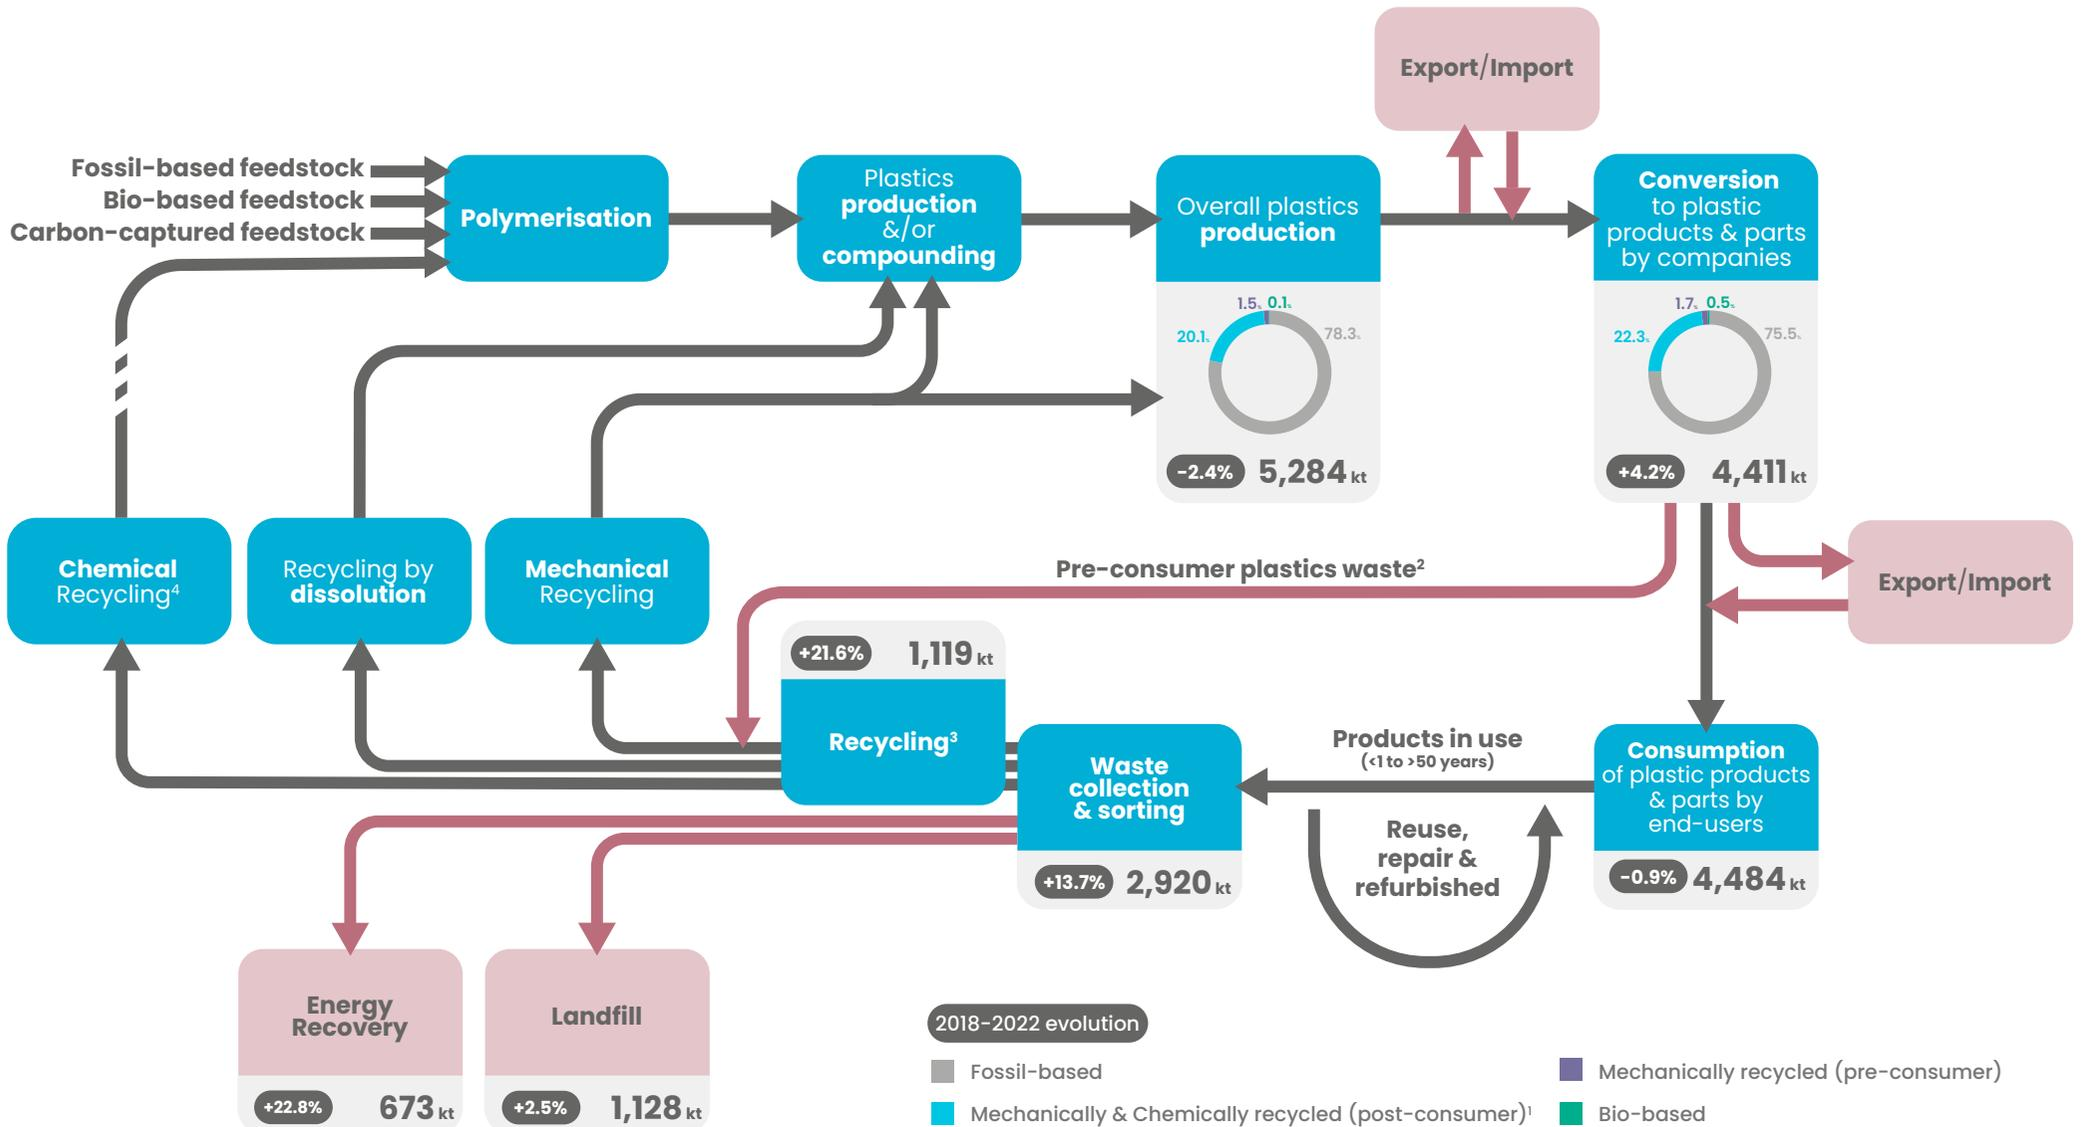 Export/Import
Fossil-based feedstock
Bio-based feedstock
Carbon-captured feedstock
Polymerisation
Plastics
production
&/or
compounding
Overall plastics
production
1.5% 0.1%
20.1%
78.3%
-2.4% 5,284 kt
Conversion
to plastic
products & parts
by companies
1.7% 0.5%
22.3%
75.5%
+4.2% 4,411 kt
Chemical
Recycling⁴
Recycling by
dissolution
Mechanical
Recycling
Pre-consumer plastics waste²
Export/Import
+21.6% 1,119 kt
Recycling³
Waste
collection
& sorting
+13.7% 2,920 kt
Products in use
(<1 to >50 years)
Reuse,
repair &
refurbished
Consumption
of plastic products
& parts by
end-users
-0.9% 4,484 kt
Energy
Recovery
+22.8% 673 kt
Landfill
+2.5% 1,128 kt
2018-2022 evolution
Fossil-based
Mechanically & Chemically recycled (post-consumer)¹
Mechanically recycled (pre-consumer)
Bio-based